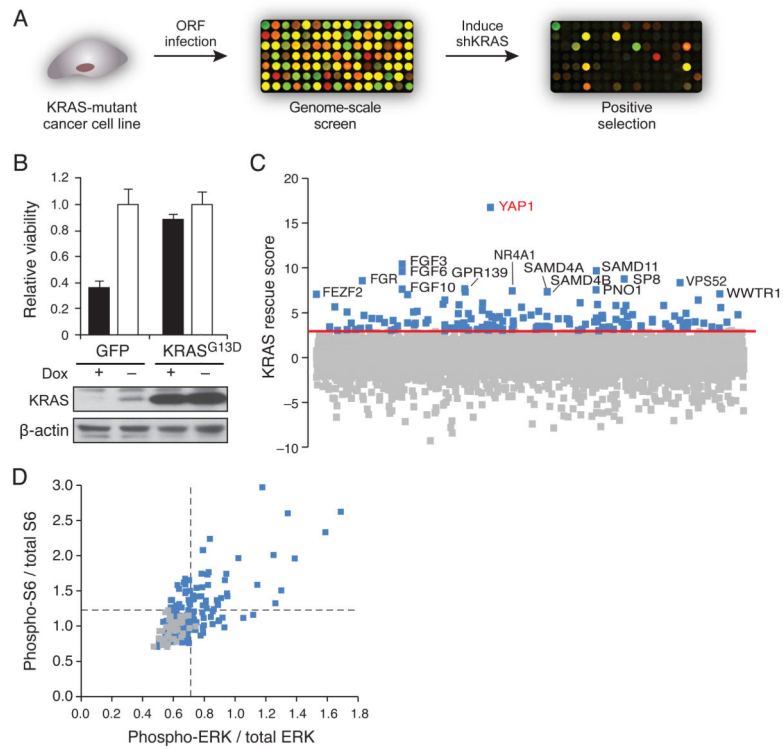 A
ORF
infection
Induce
shKRAS
KRAS-mutant
cancer cell line
Genome-scale
screen
Positive
selection
B
Relative viability
1.2
1.0
0.8
0.6
0.4
0.2
0
GFP
KRAS^G13D
Dox
+
–
+
–
KRAS
β-actin
C
KRAS rescue score
20
15
10
5
0
–5
–10
YAP1
FEZF2
FGR
FGF3
FGF6
FGF10
GPR139
NR4A1
SAMD4A
SAMD4B
SAMD11
SP8
PNO1
VPS52
WWTR1
D
Phospho-S6 / total S6
3.0
2.5
2.0
1.5
1.0
0.5
0.0
0.0 0.2 0.4 0.6 0.8 1.0 1.2 1.4 1.6 1.8
Phospho-ERK / total ERK